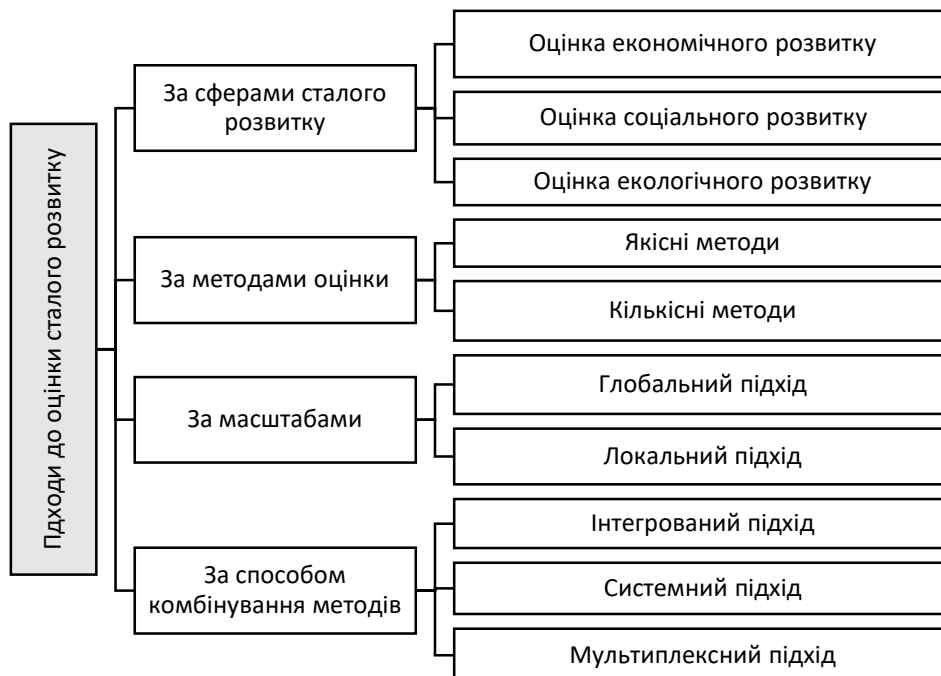 Пдходи до оцінки сталого розвитку
За сферами сталого
розвитку
Оцінка економічного розвитку
Оцінка соціального розвитку
Оцінка екологічного розвитку
За методами оцінки
Якісні методи
Кількісні методи
За масштабами
Глобальний підхід
Локальний підхід
За способом
комбінування методів
Інтегрований підхід
Системний підхід
Мультиплексний підхід